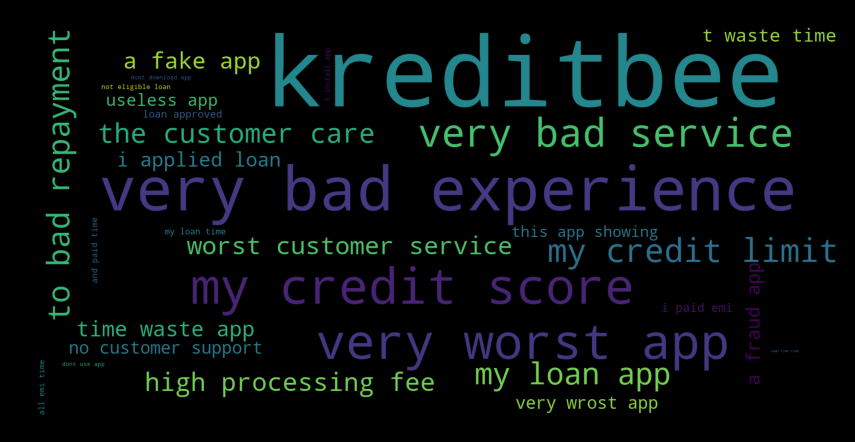 t waste time
kreditbee
a fake app
dont download app
not eligible loan
useless app
loan approved
t install app
the customer care
very bad service
i applied loan
very bad experience
to bad repayment
my loan time
this app showing
worst customer service
my credit limit
and paid time
my credit score
i paid emi
a fraud app
time waste app
very worst app
no customer support
dont use app
my loan app
high processing fee
very wrost app
all emi time